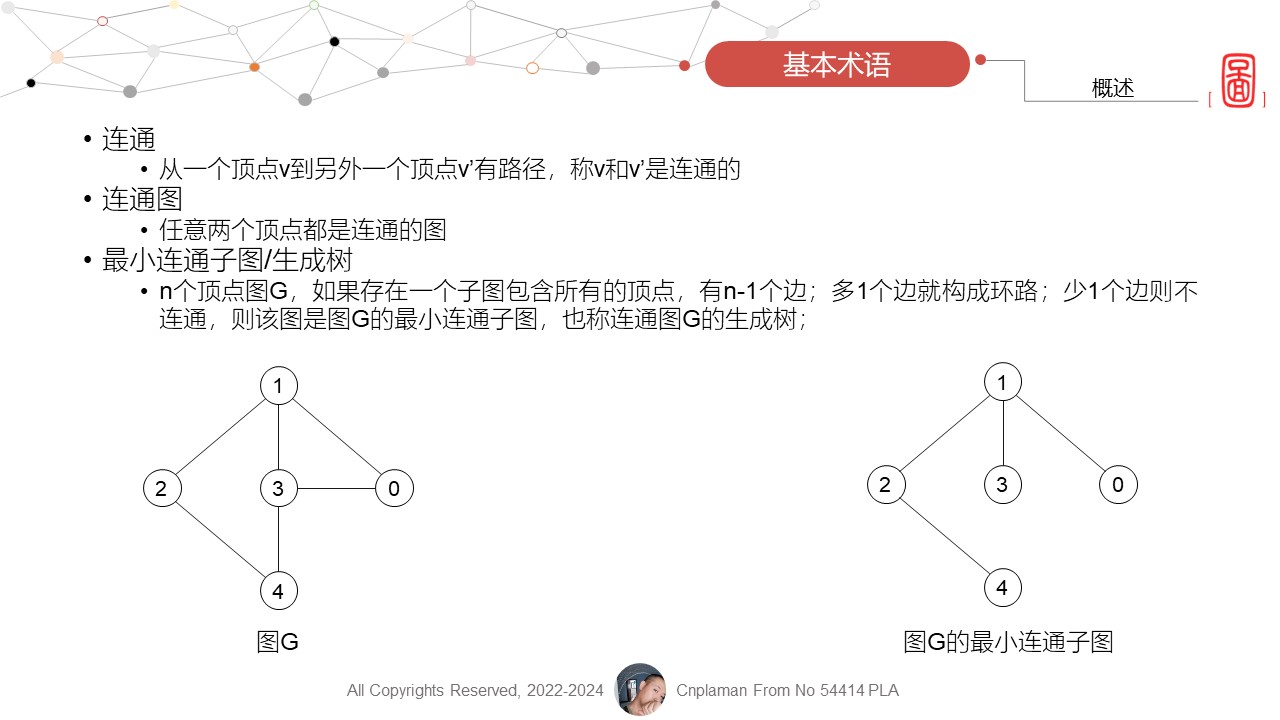 基本术语
概述
[圖]
• 连通
• 从一个顶点v到另外一个顶点v’有路径，称v和v’是连通的
• 连通图
• 任意两个顶点都是连通的图
• 最小连通子图/生成树
• n个顶点图G，如果存在一个子图包含所有的顶点，有n-1个边；多1个边就构成环路；少1个边则不
连通，则该图是图G的最小连通子图，也称连通图G的生成树；
1
2 3 0
4
图G
1
2 3 0
4
图G的最小连通子图
All Copyrights Reserved, 2022-2024
Cnplaman From No 54414 PLA